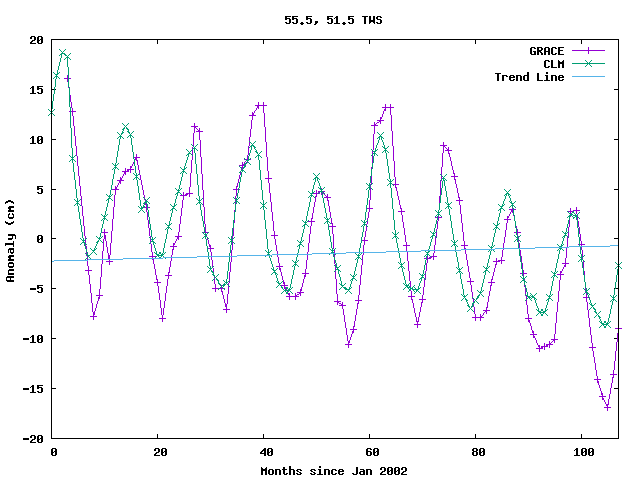 55.5, 51.5 TWS
GRACE
CLM
Trend Line
Anomaly (cm)
20
15
10
5
0
-5
-10
-15
-20
0 20 40 60 80 100
Months since Jan 2002